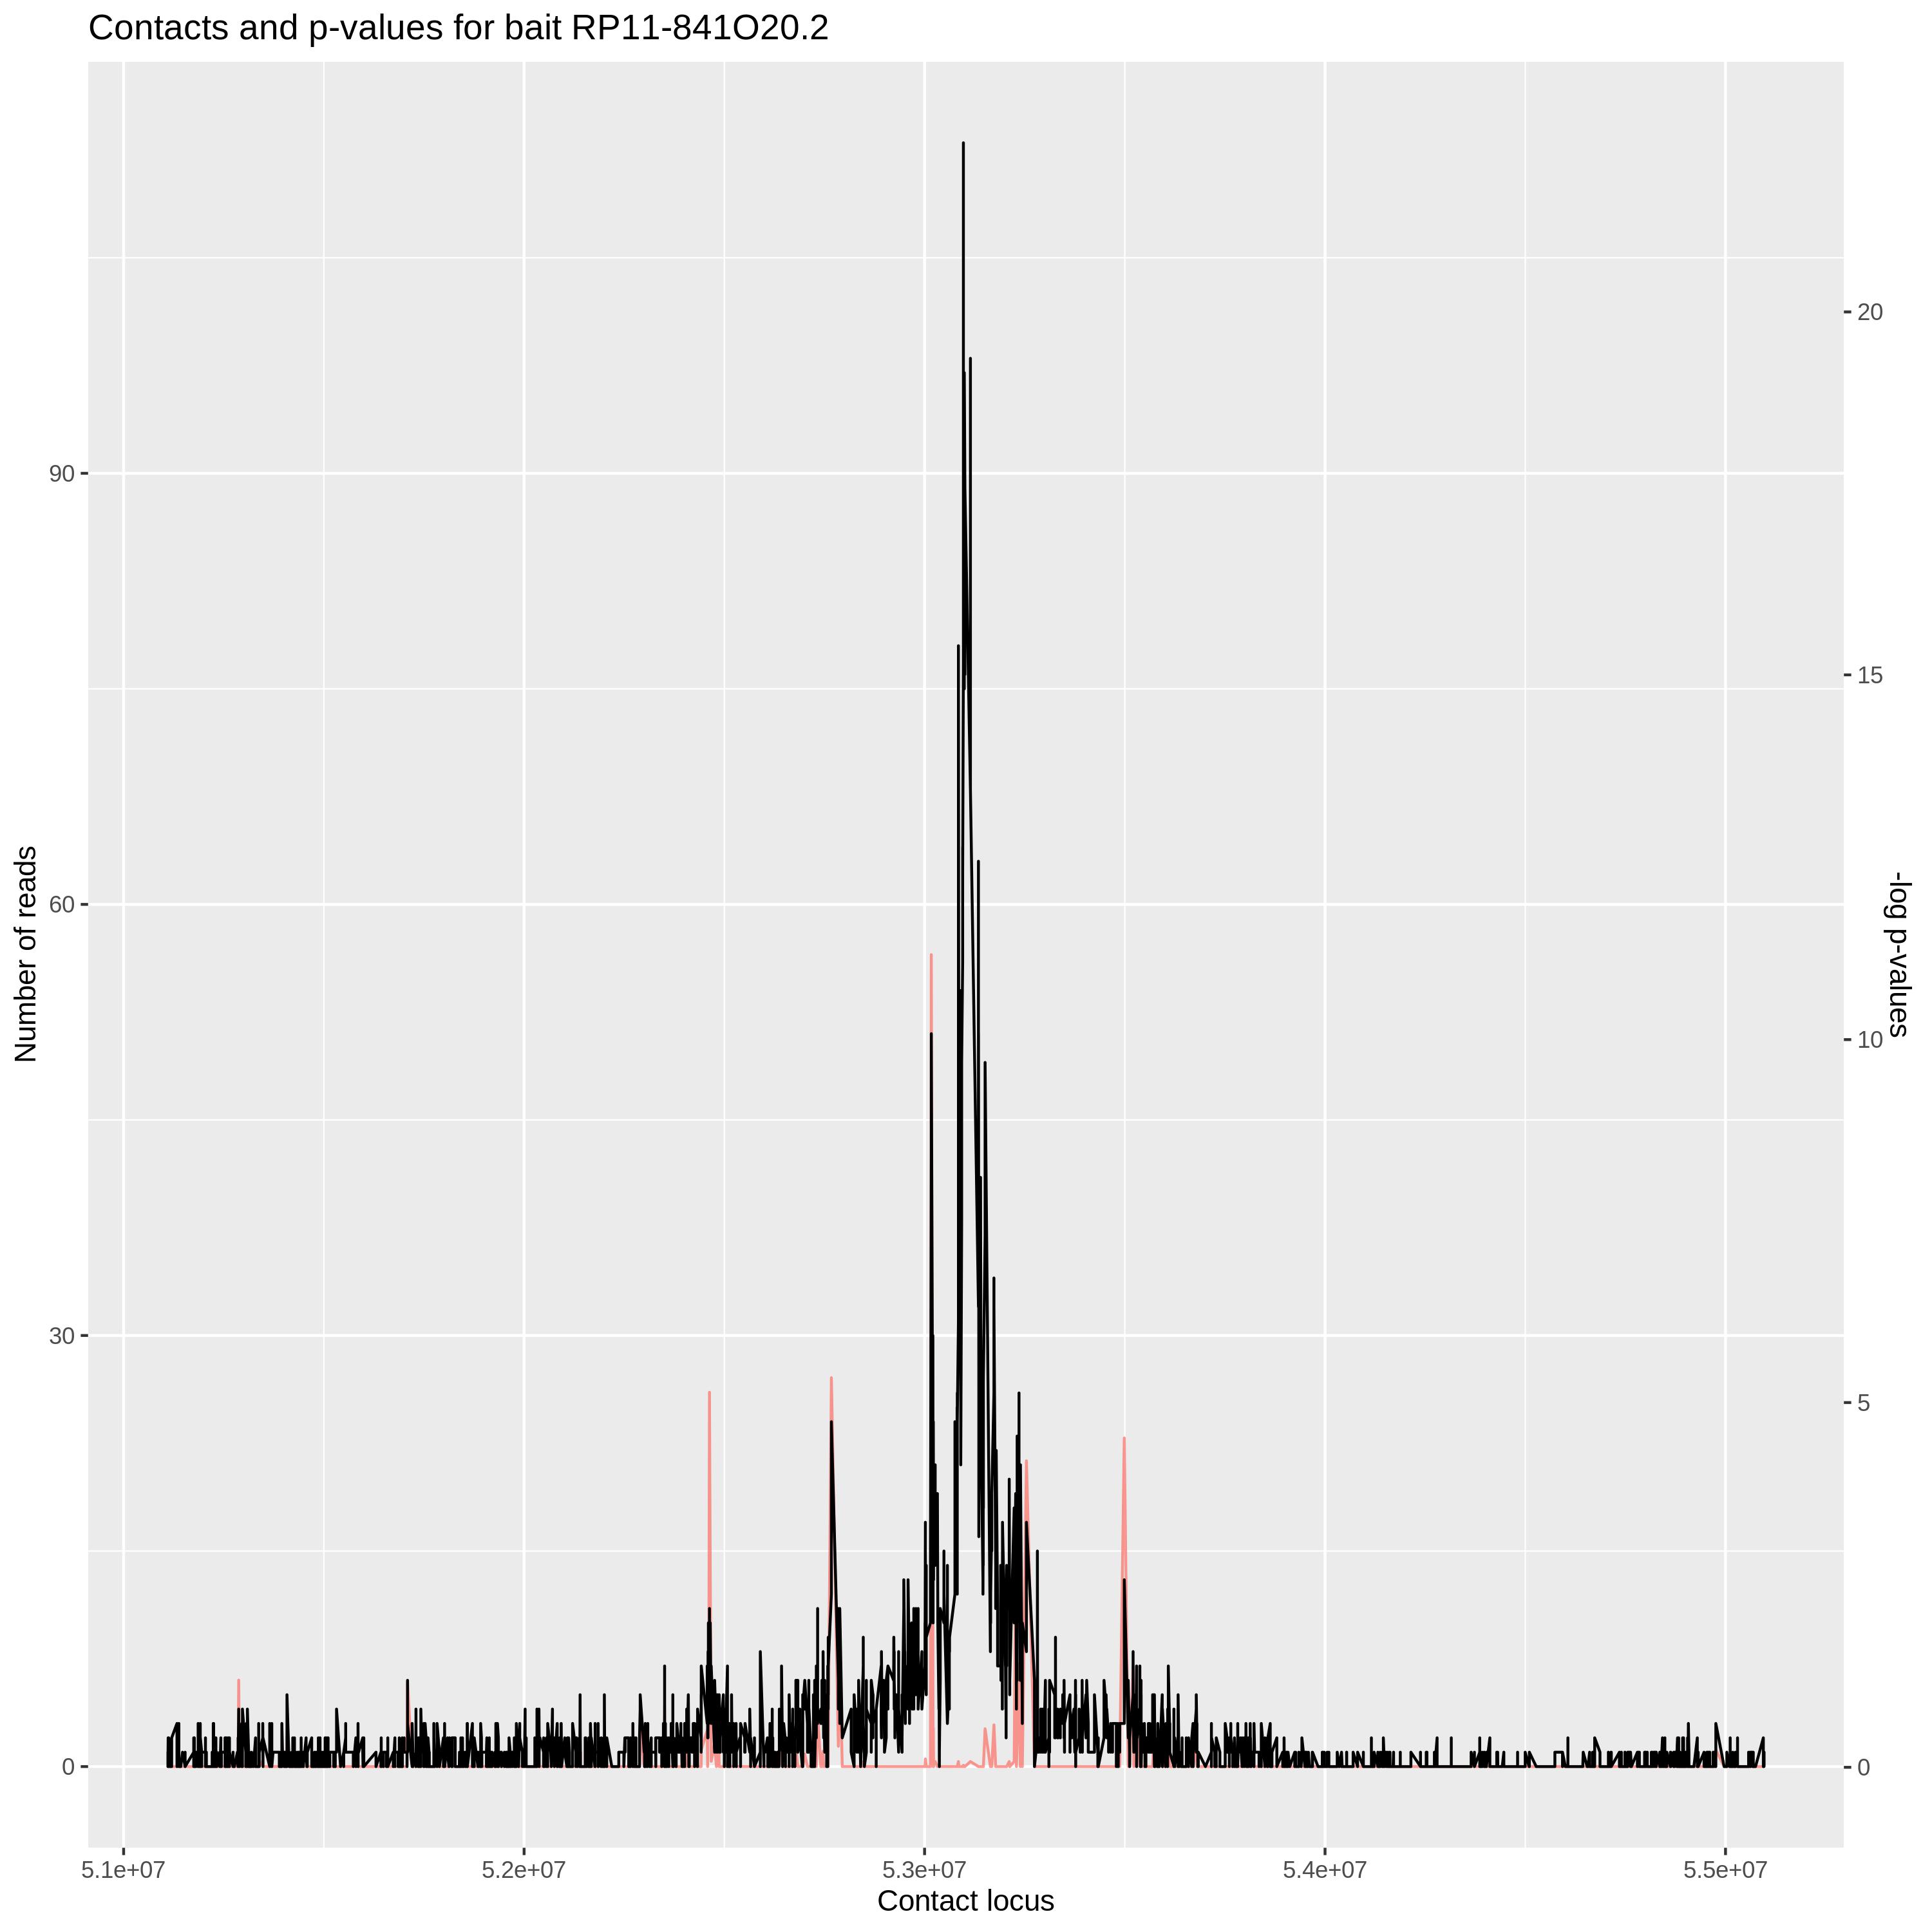 Contacts and p-values for bait RP11-841O20.2
Number of reads
90
60
30
0
20
15
10
5
0
-log p-values
5.1e+07 5.2e+07 5.3e+07 5.4e+07 5.5e+07
Contact locus